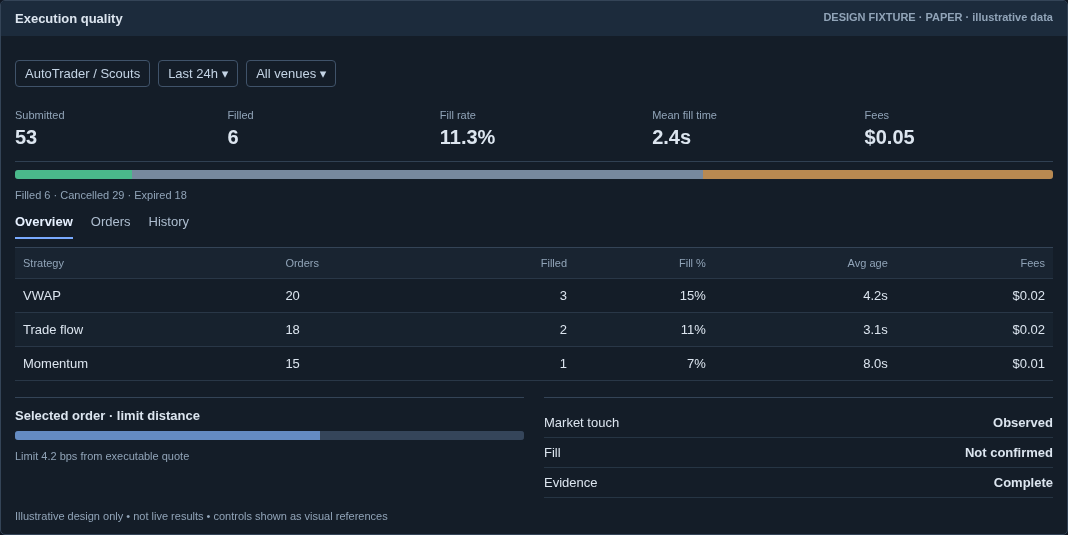 Execution quality
DESIGN FIXTURE · PAPER · illustrative data
AutoTrader / Scouts
Last 24h ▾
All venues ▾
Submitted Filled Fill rate Mean fill time Fees
53 6 11.3% 2.4s $0.05
Filled 6 · Cancelled 29 · Expired 18
Overview Orders History
Strategy Orders Filled Fill % Avg age Fees
VWAP 20 3 15% 4.2s $0.02
Trade flow 18 2 11% 3.1s $0.02
Momentum 15 1 7% 8.0s $0.01
Selected order · limit distance
Limit 4.2 bps from executable quote
Market touch Observed
Fill Not confirmed
Evidence Complete
Illustrative design only • not live results • controls shown as visual references